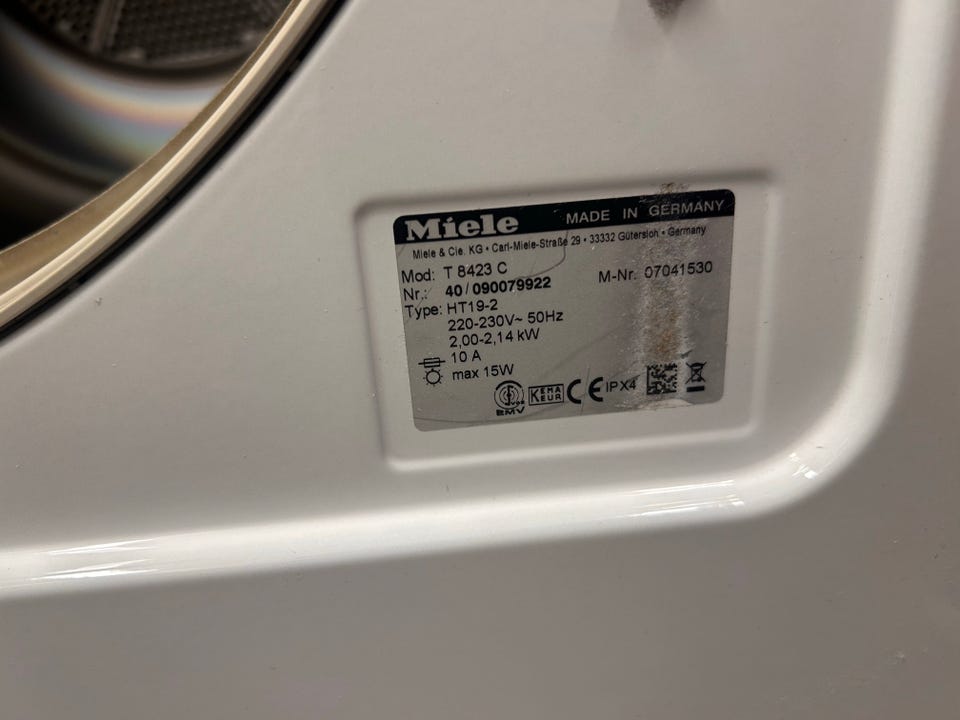 Miele MADE IN GERMANY
Miele & Cie. KG • Carl-Miele-Straße 29 • 33332 Gütersloh • Germany
Mod: T 8423 C
Nr.: 40/090079922 M-Nr. 07041530
Type: HT19-2
220-230V~ 50Hz
2,00-2,14 kW
10 A
max 15W
VDE EMV KEMA KEUR CE IPX4